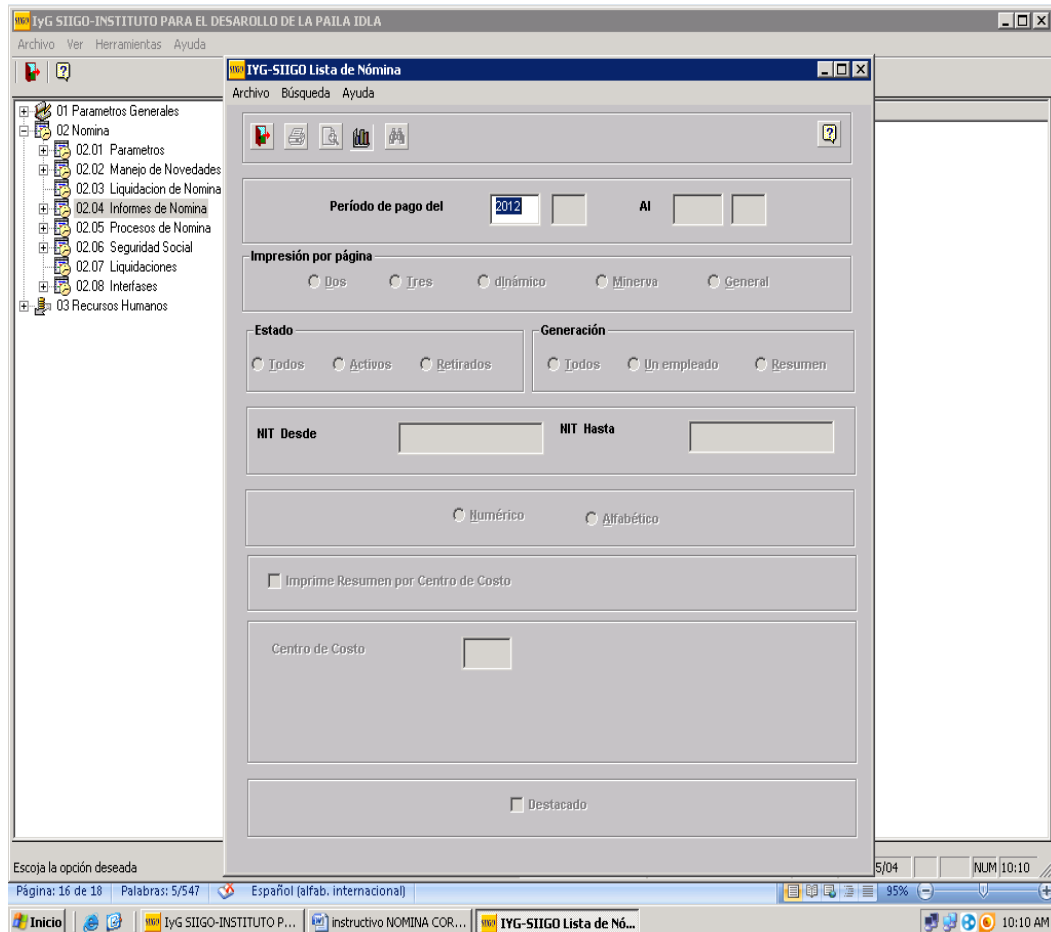 SIIGO IyG SIIGO-INSTITUTO PARA EL DESAROLLO DE LA PAILA IDLA
Archivo Ver Herramientas Ayuda
SIIGO IYG-SIIGO Lista de Nómina
Archivo Búsqueda Ayuda
01 Parametros Generales
02 Nomina
02.01 Parametros
02.02 Manejo de Novedades
02.03 Liquidacion de Nomina
02.04 Informes de Nomina
02.05 Procesos de Nomina
02.06 Seguridad Social
02.07 Liquidaciones
02.08 Interfases
03 Recursos Humanos
Período de pago del 2012 Al
Impresión por página
Dos Tres dInámico Minerva General
Estado
Todos Activos Retirados
Generación
Todos Un empleado Resumen
NIT Desde NIT Hasta
Numérico Alfabético
Imprime Resumen por Centro de Costo
Centro de Costo
Destacado
Escoja la opción deseada 5/04 NUM 10:10
Página: 16 de 18 Palabras: 5/547 Español (alfab. internacional) 95%
Inicio IyG SIIGO-INSTITUTO P... instructivo NOMINA COR... IYG-SIIGO Lista de Nó... 10:10 AM